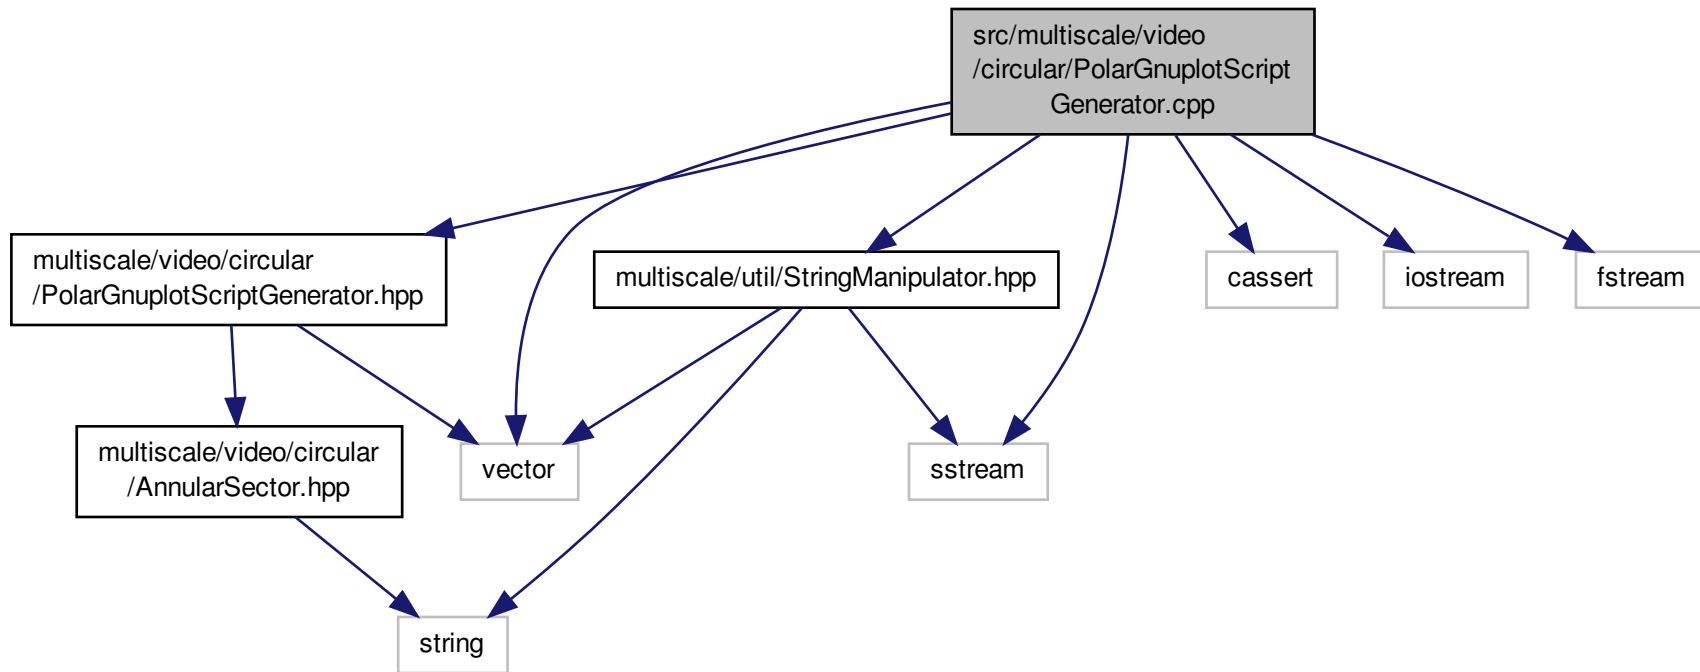 src/multiscale/video
/circular/PolarGnuplotScript
Generator.cpp
multiscale/video/circular
/PolarGnuplotScriptGenerator.hpp
multiscale/util/StringManipulator.hpp
cassert
iostream
fstream
multiscale/video/circular
/AnnularSector.hpp
vector
sstream
string